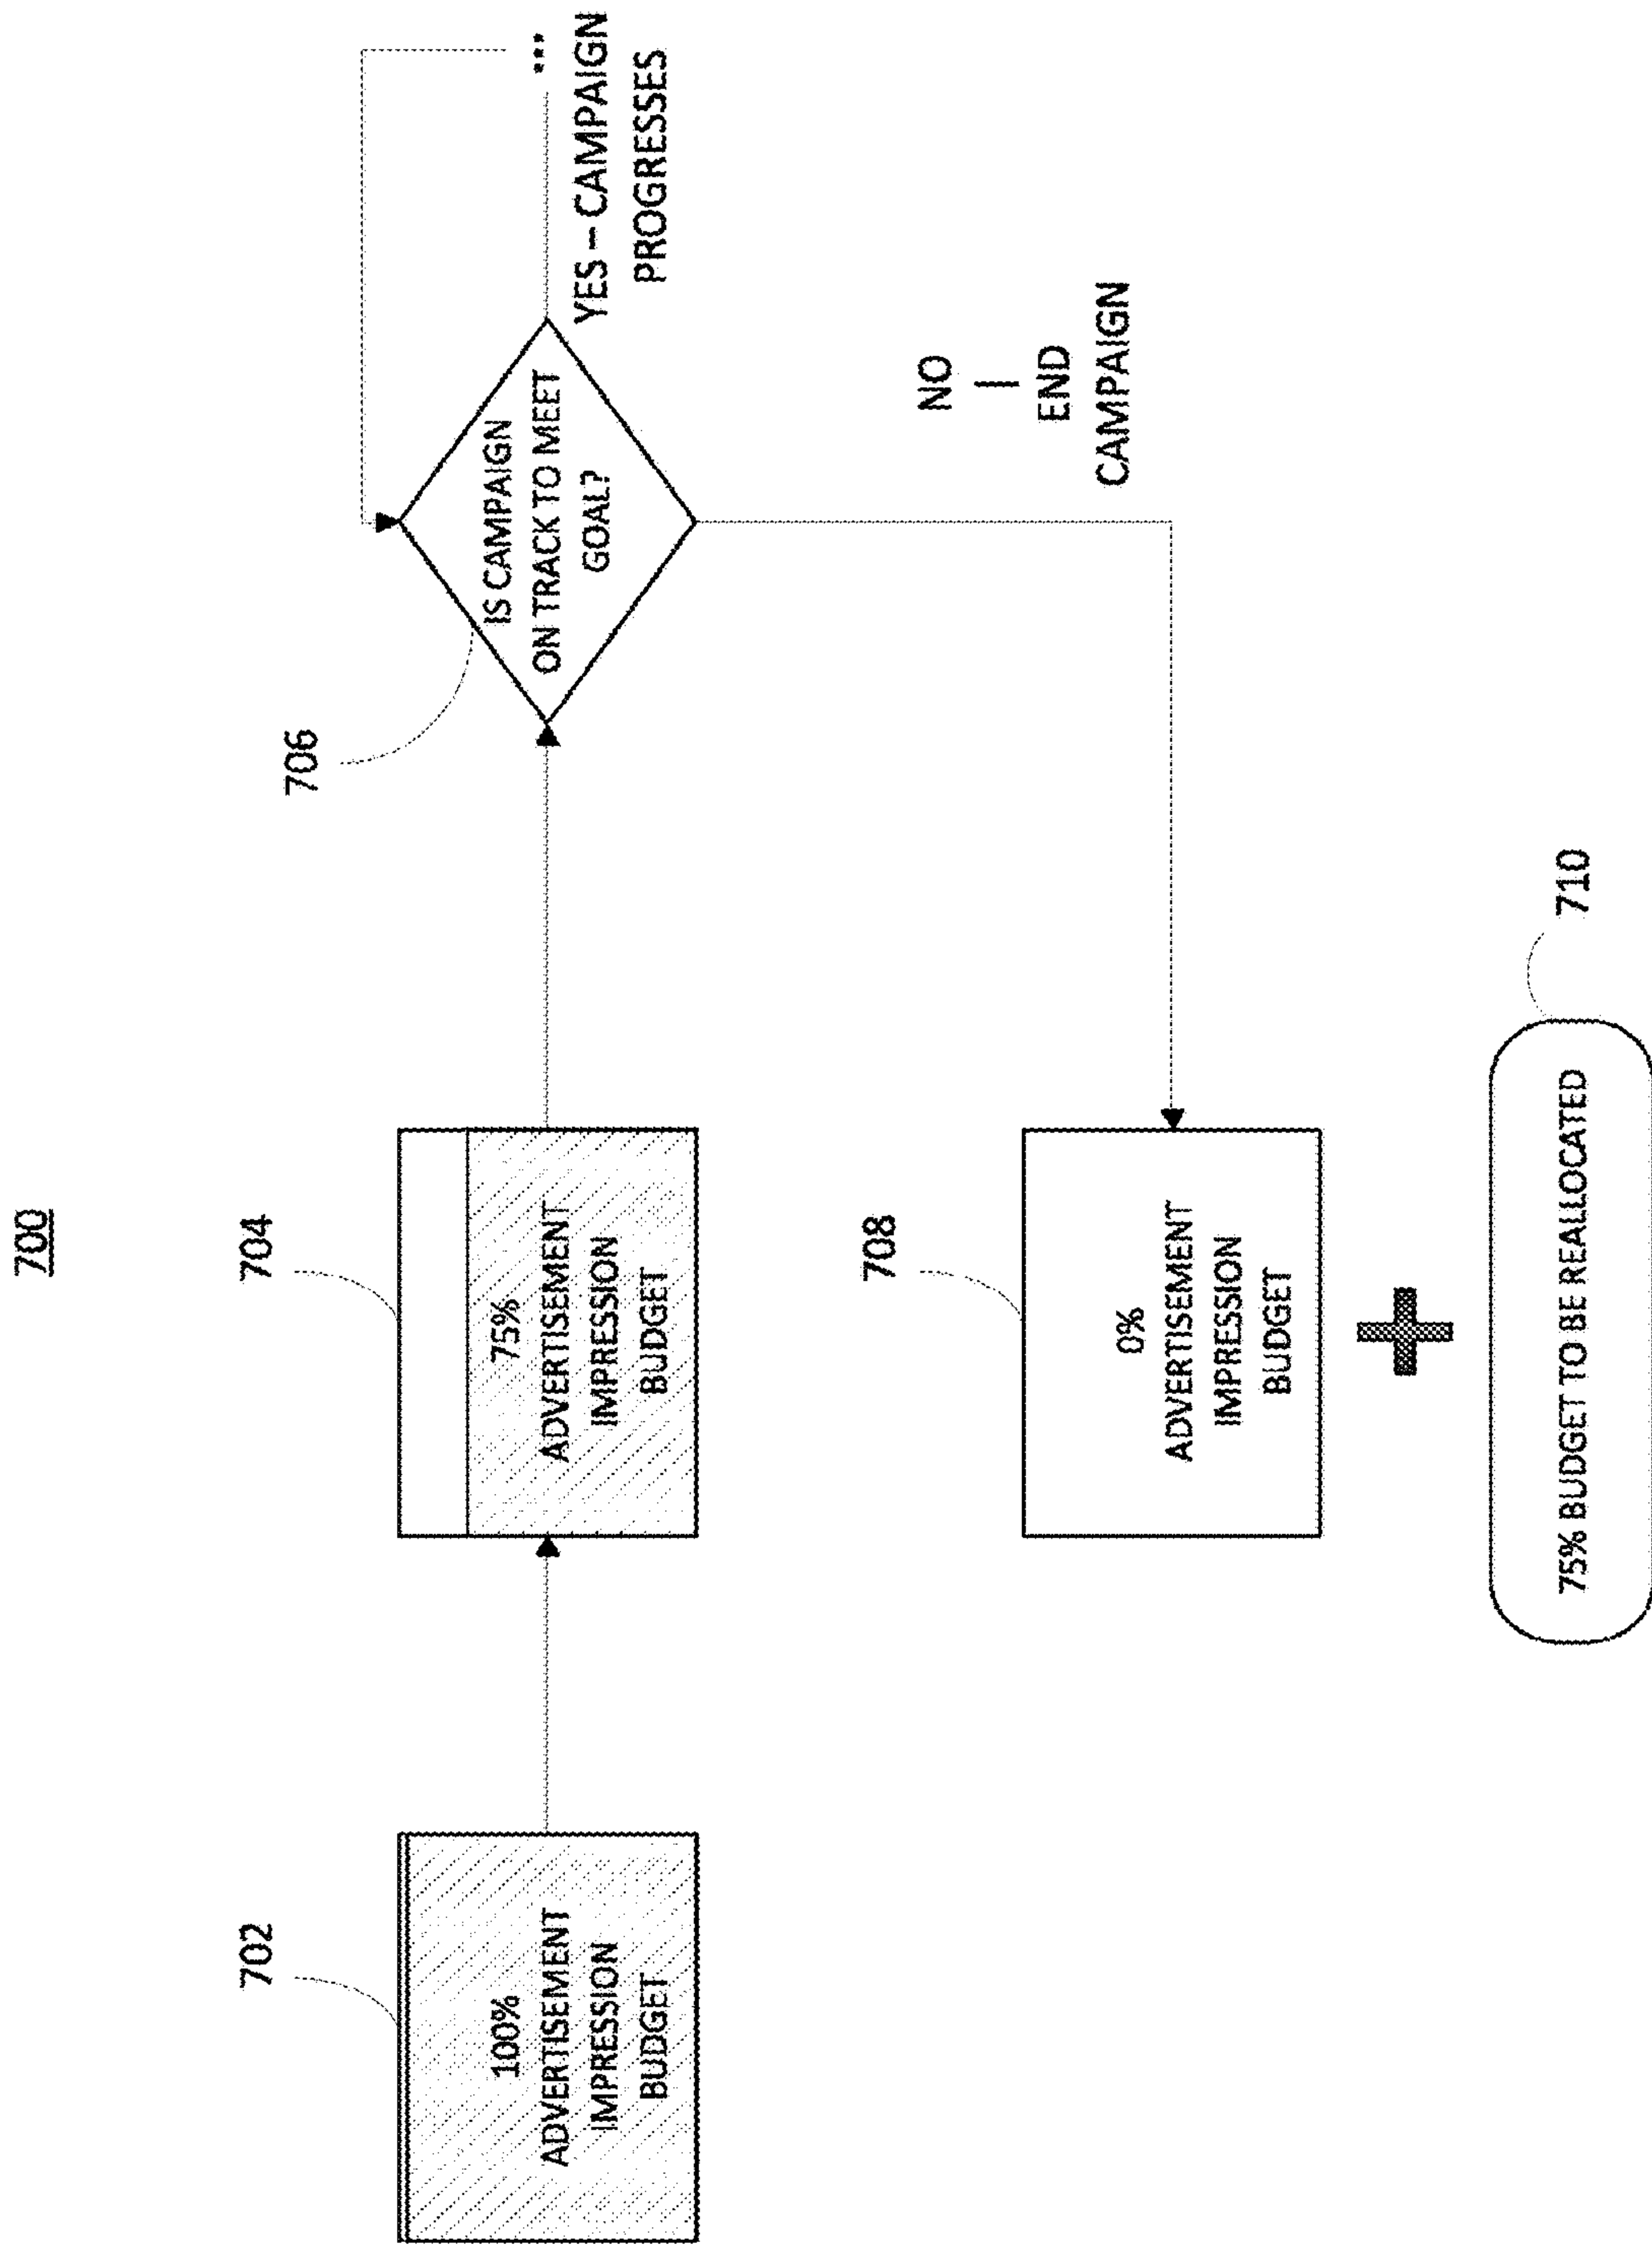 700
702
100%
ADVERTISEMENT
IMPRESSION
BUDGET
704
75%
ADVERTISEMENT
IMPRESSION
BUDGET
706
IS CAMPAIGN
ON TRACK TO MEET
GOAL?
***
YES – CAMPAIGN
PROGRESSES
NO
|
END
CAMPAIGN
708
0%
ADVERTISEMENT
IMPRESSION
BUDGET
710
75% BUDGET TO BE REALLOCATED